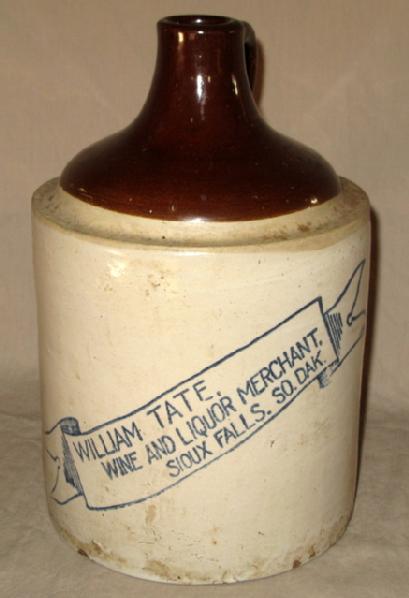 WILLIAM TATE.
WINE AND LIQUOR MERCHANT.
SIOUX FALLS. SO. DAK.